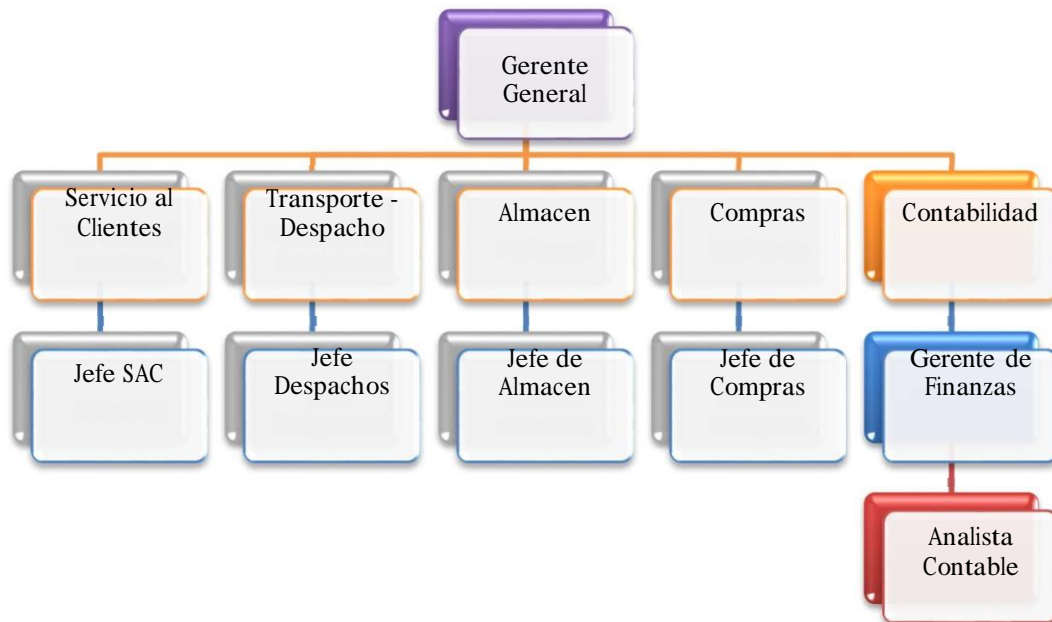 Gerente
General
Servicio al
Clientes
Transporte -
Despacho
Almacen
Compras
Contabilidad
Jefe SAC
Jefe
Despachos
Jefe de
Almacen
Jefe de
Compras
Gerente de
Finanzas
Analista
Contable